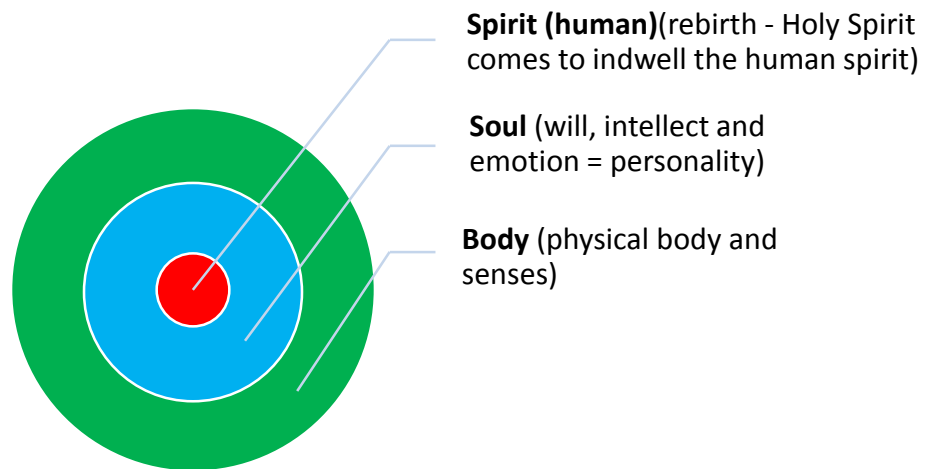 Spirit (human)(rebirth - Holy Spirit
comes to indwell the human spirit)
Soul (will, intellect and
emotion = personality)
Body (physical body and
senses)